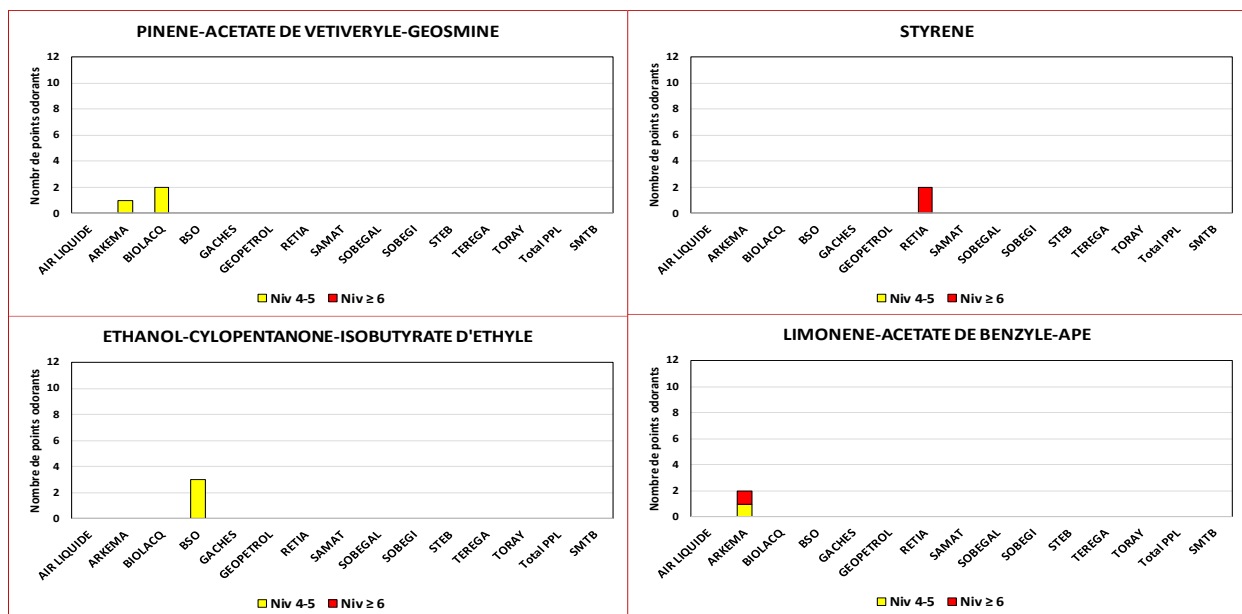 PINENE-ACETATE DE VETIVERYLE-GEOSMINE
Nombr de points odorants
12
10
8
6
4
2
0
AIR LIQUIDE
ARKEMA
BIOLACQ
BSO
GACHES
GEOPETROL
RETIA
SAMAT
SOBEGAL
SOBEGI
STEB
TEREGA
TORAY
Total PPL
SMTB
Niv 4-5 Niv ≥ 6
STYRENE
Nombre de points odorants
12
10
8
6
4
2
0
AIR LIQUIDE
ARKEMA
BIOLACQ
BSO
GACHES
GEOPETROL
RETIA
SAMAT
SOBEGAL
SOBEGI
STEB
TEREGA
TORAY
Total PPL
SMTB
Niv 4-5 Niv ≥ 6
ETHANOL-CYLOPENTANONE-ISOBUTYRATE D'ETHYLE
Nombre de points odorants
12
10
8
6
4
2
0
AIR LIQUIDE
ARKEMA
BIOLACQ
BSO
GACHES
GEOPETROL
RETIA
SAMAT
SOBEGAL
SOBEGI
STEB
TEREGA
TORAY
Total PPL
SMTB
Niv 4-5 Niv ≥ 6
LIMONENE-ACETATE DE BENZYLE-APE
Nombre de points odorants
12
10
8
6
4
2
0
AIR LIQUIDE
ARKEMA
BIOLACQ
BSO
GACHES
GEOPETROL
RETIA
SAMAT
SOBEGAL
SOBEGI
STEB
TEREGA
TORAY
Total PPL
SMTB
Niv 4-5 Niv ≥ 6